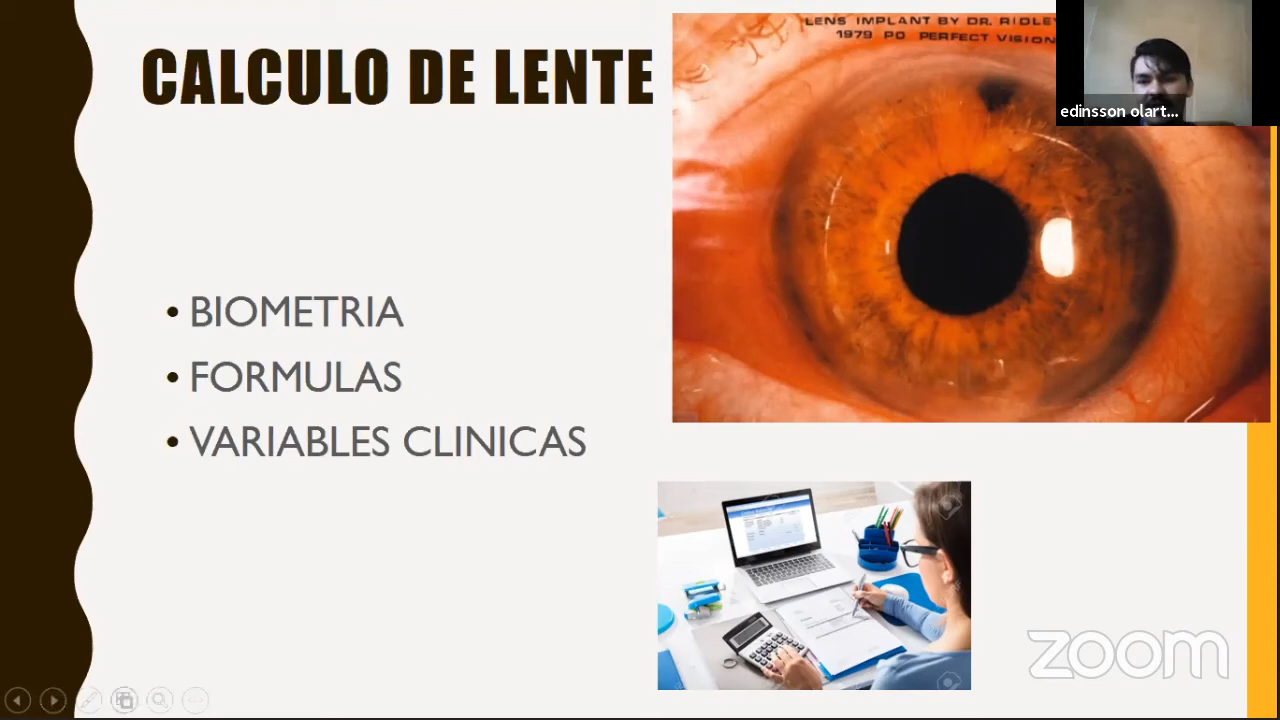 CALCULO DE LENTE
LENS IMPLANT BY DR. RIDLEY
1979 PO PERFECT VISION
edinsson olart...
• BIOMETRIA
• FORMULAS
• VARIABLES CLINICAS
zoom